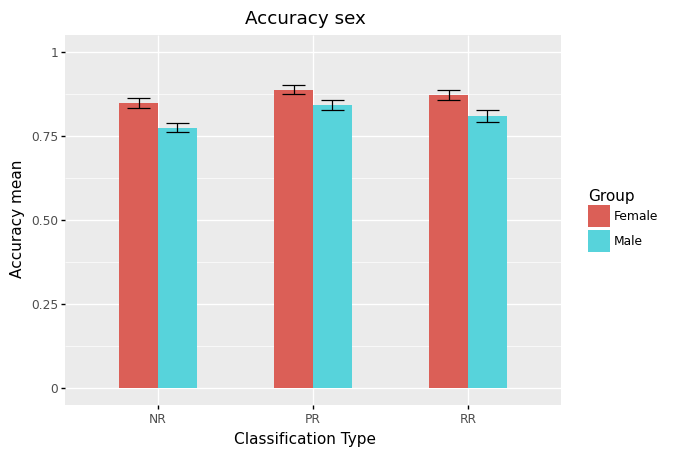 Accuracy sex
Accuracy mean
1
0.75
0.50
0.25
0
NR
PR
RR
Classification Type
Group
Female
Male